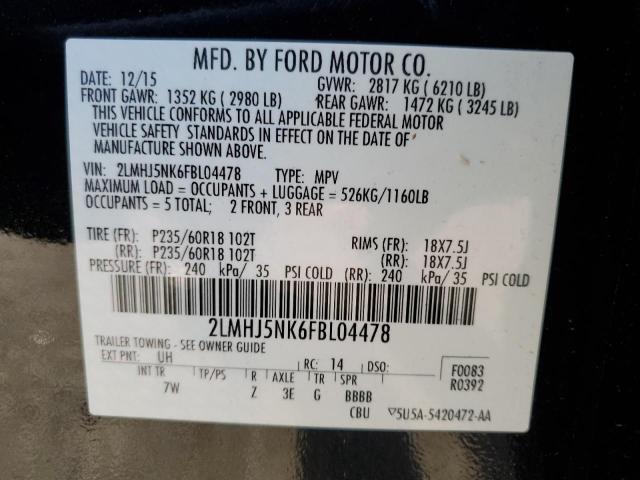 MFD. BY FORD MOTOR CO.
DATE: 12/15 GVWR: 2817 KG ( 6210 LB)
FRONT GAWR: 1352 KG ( 2980 LB) REAR GAWR: 1472 KG ( 3245 LB)
THIS VEHICLE CONFORMS TO ALL APPLICABLE FEDERAL MOTOR
VEHICLE SAFETY STANDARDS IN EFFECT ON THE DATE OF
MANUFACTURE SHOWN ABOVE.
VIN: 2LMHJ5NK6FBL04478 TYPE: MPV
MAXIMUM LOAD = OCCUPANTS + LUGGAGE = 526KG/1160LB
OCCUPANTS = 5 TOTAL: 2 FRONT, 3 REAR
TIRE (FR): P235/60R18 102T RIMS (FR): 18X7.5J
(RR): P235/60R18 102T (RR): 18X7.5J
PRESSURE (FR): 240 kPa/ 35 PSI COLD (RR): 240 kPa/ 35 PSI COLD
2LMHJ5NK6FBL04478
TRAILER TOWING - SEE OWNER GUIDE
EXT PNT: UH RC: 14 DSO: F0083
INT TR TP/PS R AXLE TR SPR R0392
7W Z 3E G BBBB
CBU ▽5U5A-5420472-AA